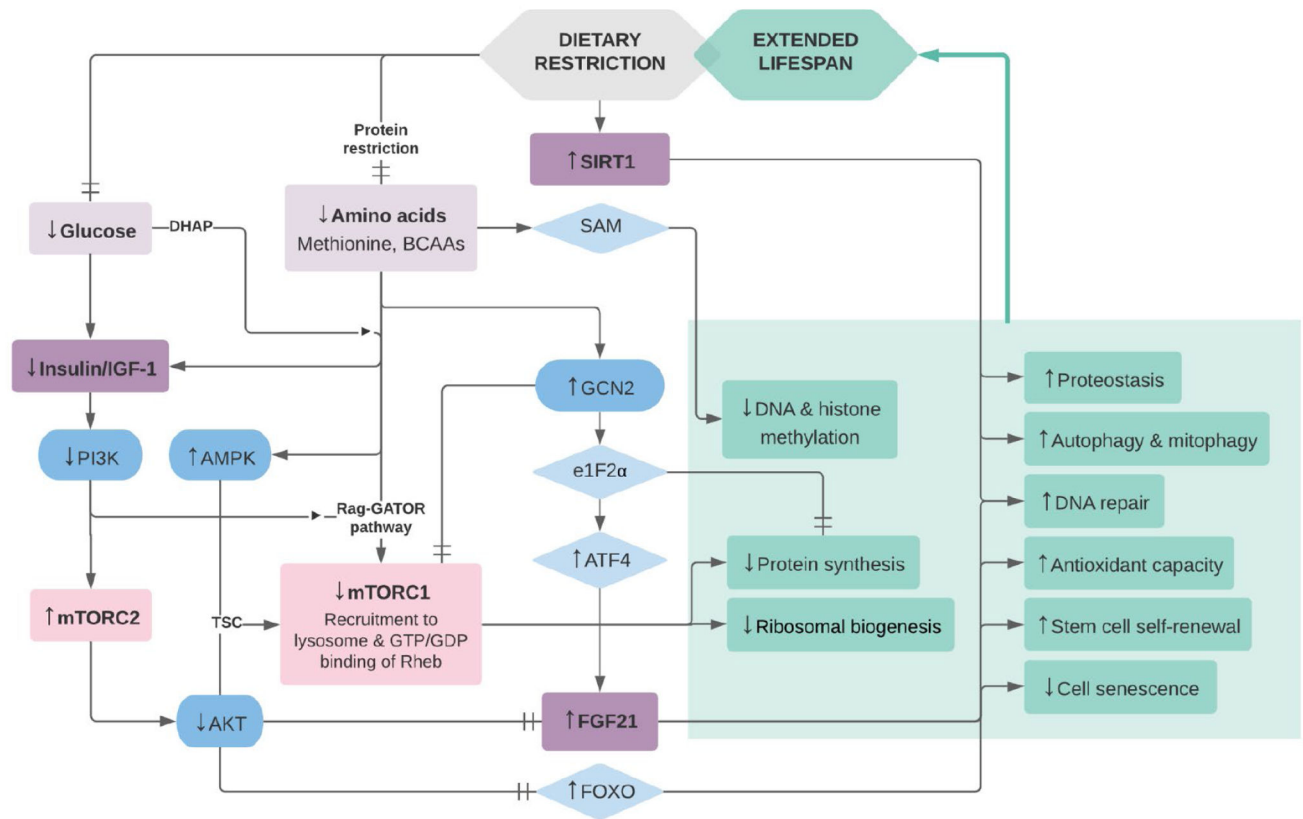 DIETARY
RESTRICTION
EXTENDED
LIFESPAN
Protein
restriction
↑SIRT1
↓Glucose
DHAP
↓Amino acids
Methionine, BCAAs
SAM
↓Insulin/IGF-1
↑GCN2
↓DNA & histone
methylation
↑Proteostasis
↑Autophagy & mitophagy
↓PI3K
↑AMPK
e1F2α
↑DNA repair
Rag-GATOR
pathway
↑ATF4
↓Protein synthesis
↑Antioxidant capacity
↑mTORC2
TSC
↓mTORC1
Recruitment to
lysosome & GTP/GDP
binding of Rheb
↓Ribosomal biogenesis
↑Stem cell self-renewal
↓Cell senescence
↓AKT
↑FGF21
↑FOXO